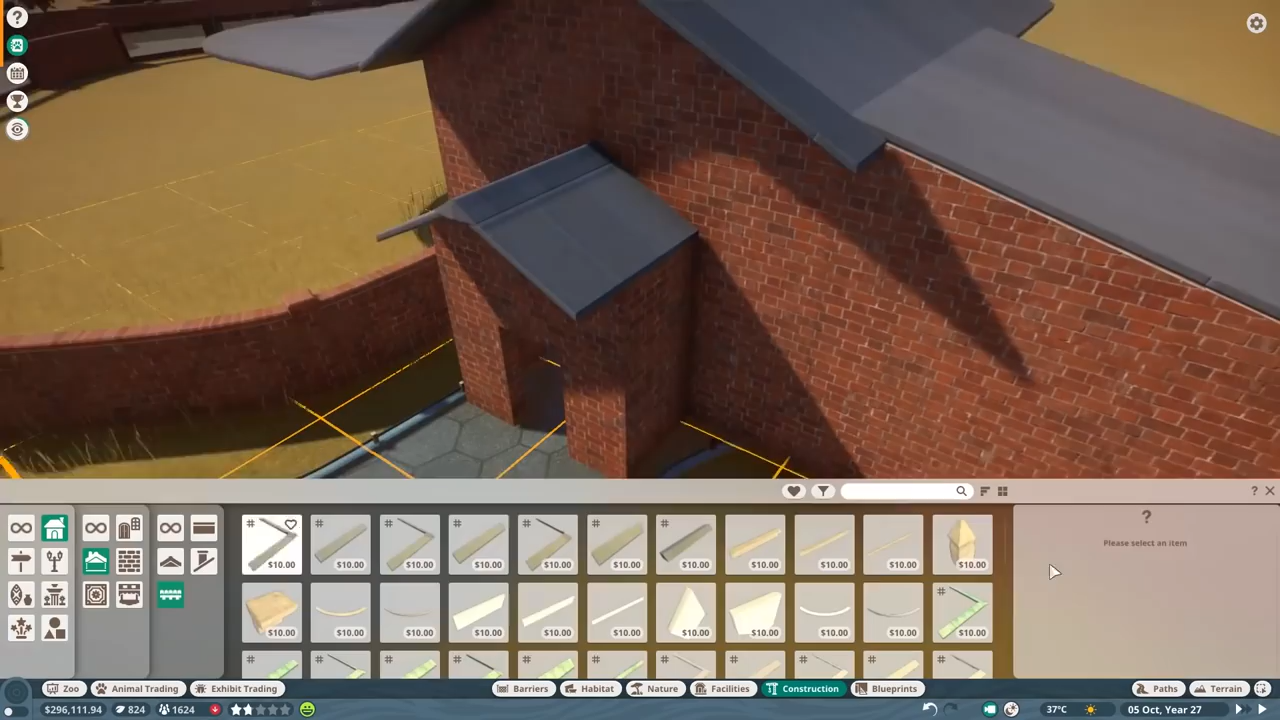 ?
? ×
# $10.00 # $10.00 # $10.00 # $10.00 # $10.00 # $10.00 # $10.00 $10.00 $10.00 $10.00 $10.00
?
Please select an item
$10.00 $10.00 $10.00 $10.00 $10.00 $10.00 $10.00 $10.00 $10.00 $10.00 # $10.00
# # # # # # # # # # #
Zoo Animal Trading Exhibit Trading Barriers Habitat Nature Facilities Construction Blueprints Paths Terrain
$296,111.94 824 1624 37°C 05 Oct, Year 27